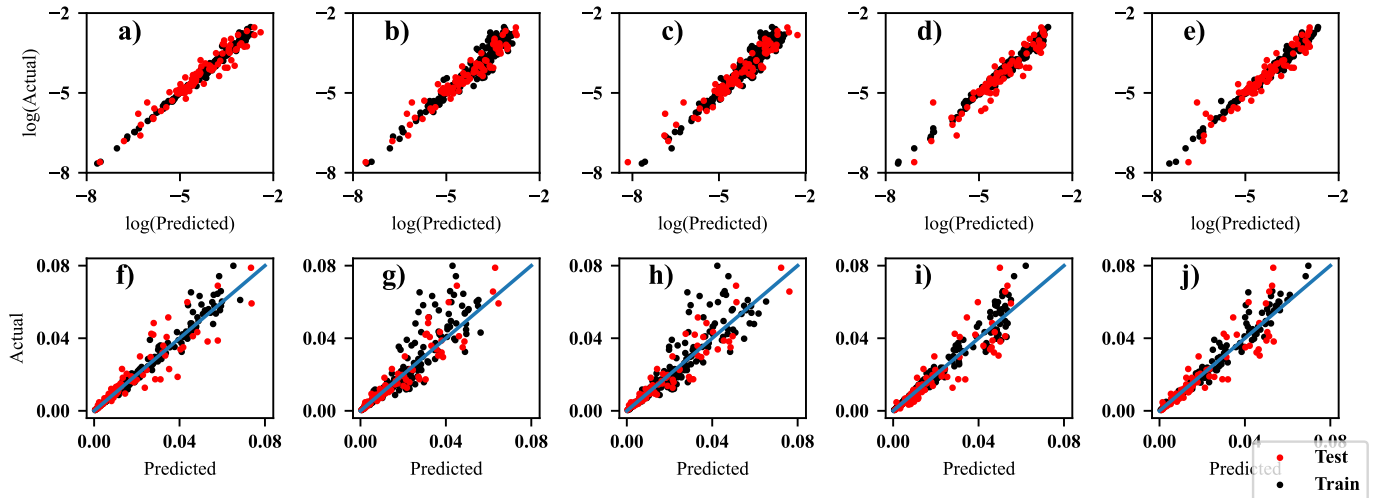 a) b) c) d) e)
log(Actual)
−2 −2 −2 −2 −2
−5 −5 −5 −5 −5
−8 −8 −8 −8 −8
−8 −5 −2 −8 −5 −2 −8 −5 −2 −8 −5 −2 −8 −5 −2
log(Predicted) log(Predicted) log(Predicted) log(Predicted) log(Predicted)
f) g) h) i) j)
Actual
0.08 0.08 0.08 0.08 0.08
0.04 0.04 0.04 0.04 0.04
0.00 0.00 0.00 0.00 0.00
0.00 0.04 0.08 0.00 0.04 0.08 0.00 0.04 0.08 0.00 0.04 0.08 0.00 0.04 0.08
Predicted Predicted Predicted Predicted Predicted
Test
Train